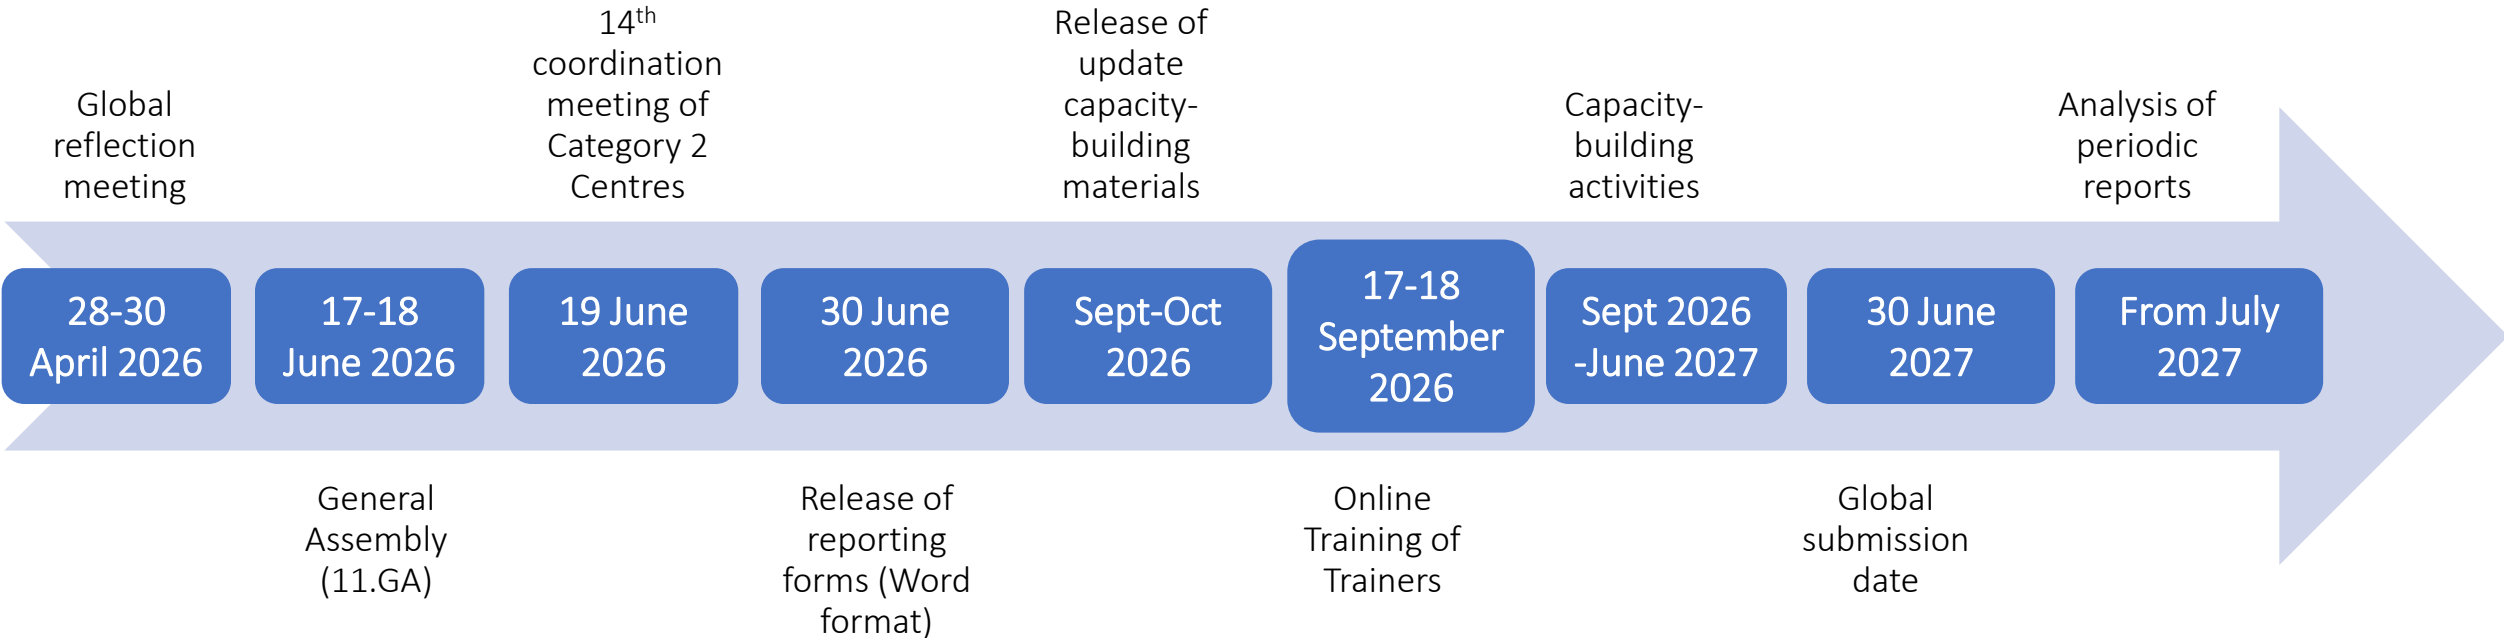 Global
reflection
meeting
14th
coordination
meeting of
Category 2
Centres
Release of
update
capacity-
building
materials
Capacity-
building
activities
Analysis of
periodic
reports
28-30
April 2026
17-18
June 2026
19 June
2026
30 June
2026
Sept-Oct
2026
17-18
September
2026
Sept 2026
-June 2027
30 June
2027
From July
2027
General
Assembly
(11.GA)
Release of
reporting
forms (Word
format)
Online
Training of
Trainers
Global
submission
date